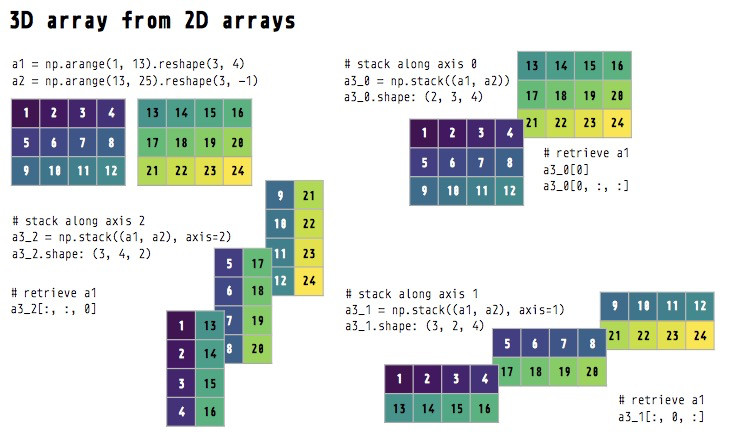 3D array from 2D arrays
a1 = np.arange(1, 13).reshape(3, 4)
a2 = np.arange(13, 25).reshape(3, -1)
1 2 3 4
5 6 7 8
9 10 11 12
13 14 15 16
17 18 19 20
21 22 23 24
# stack along axis 0
a3_0 = np.stack((a1, a2))
a3_0.shape: (2, 3, 4)
13 14 15 16
17 18 19 20
21 22 23 24
1 2 3 4
5 6 7 8
9 10 11 12
# retrieve a1
a3_0[0]
a3_0[0, :, :]
# stack along axis 2
a3_2 = np.stack((a1, a2), axis=2)
a3_2.shape: (3, 4, 2)
# retrieve a1
a3_2[:, :, 0]
9 21
10 22
11 23
12 24
5 17
6 18
7 19
8 20
1 13
2 14
3 15
4 16
# stack along axis 1
a3_1 = np.stack((a1, a2), axis=1)
a3_1.shape: (3, 2, 4)
9 10 11 12
21 22 23 24
5 6 7 8
17 18 19 20
1 2 3 4
13 14 15 16
# retrieve a1
a3_1[:, 0, :]